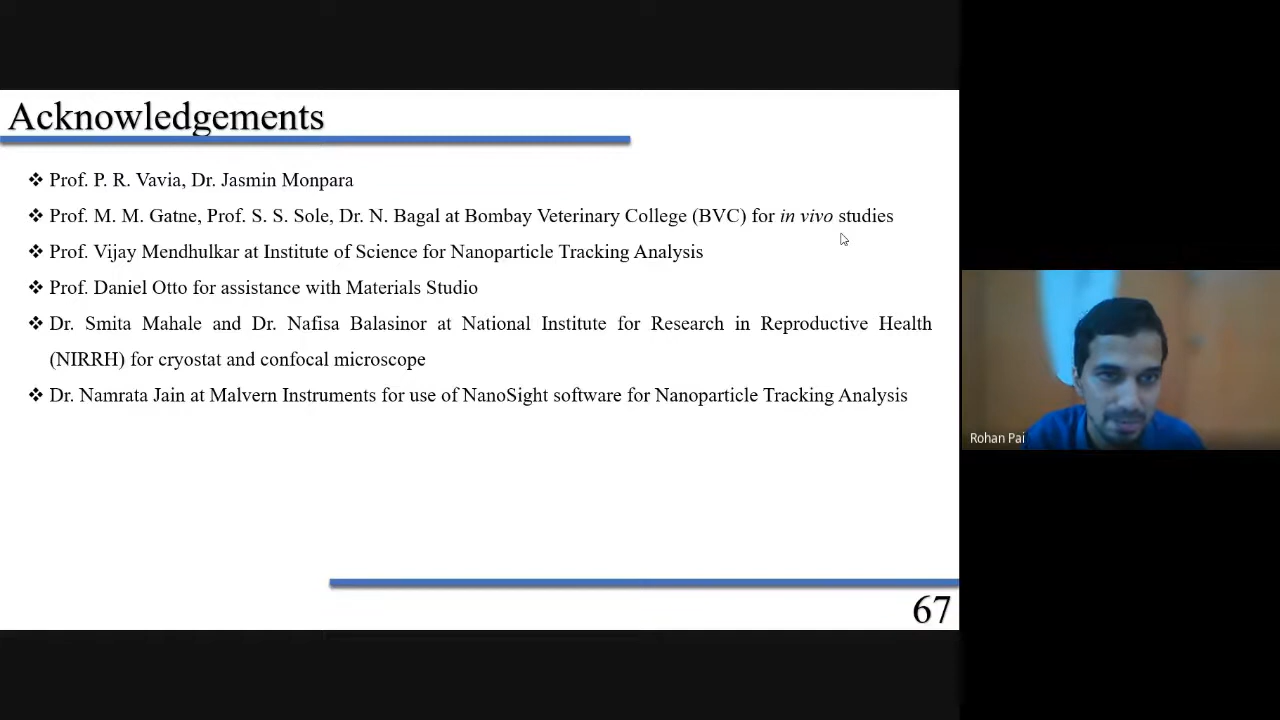 Acknowledgements
❖ Prof. P. R. Vavia, Dr. Jasmin Monpara
❖ Prof. M. M. Gatne, Prof. S. S. Sole, Dr. N. Bagal at Bombay Veterinary College (BVC) for in vivo studies
❖ Prof. Vijay Mendhulkar at Institute of Science for Nanoparticle Tracking Analysis
❖ Prof. Daniel Otto for assistance with Materials Studio
❖ Dr. Smita Mahale and Dr. Nafisa Balasinor at National Institute for Research in Reproductive Health
(NIRRH) for cryostat and confocal microscope
❖ Dr. Namrata Jain at Malvern Instruments for use of NanoSight software for Nanoparticle Tracking Analysis
Rohan Pai
67